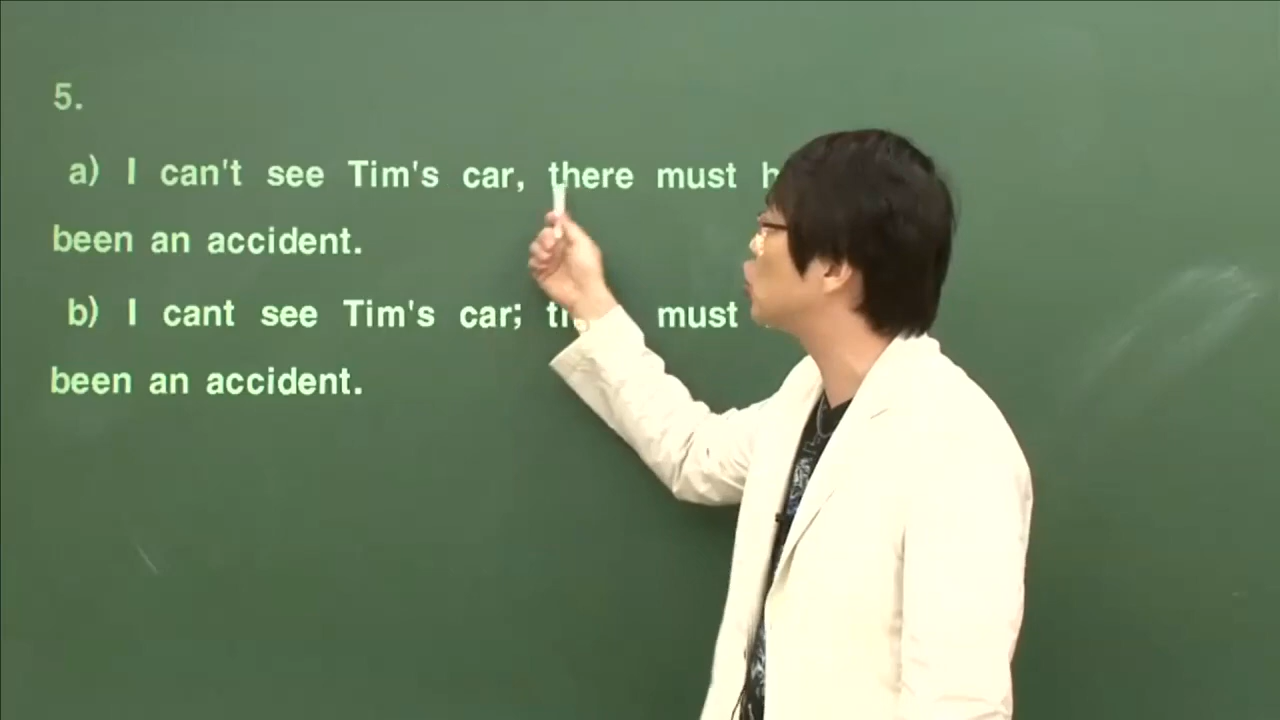 5.
a) I can't see Tim's car, there must
been an accident.
b) I cant see Tim's car; must
been an accident.